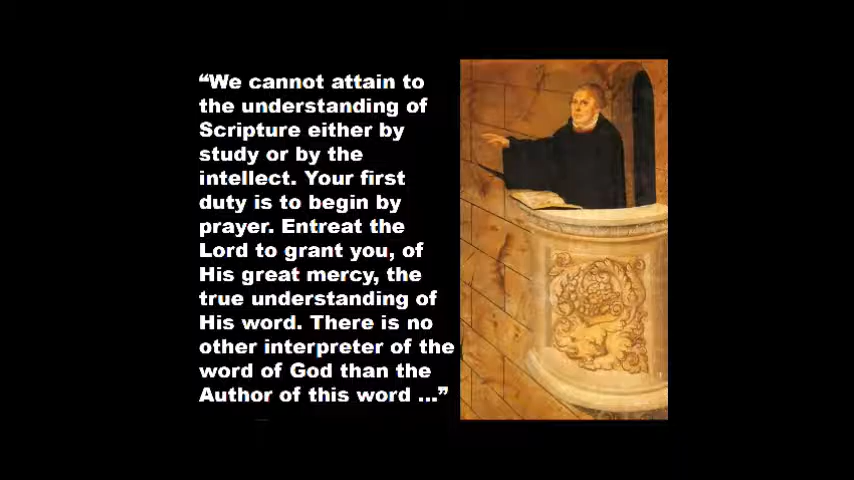 “We cannot attain to
the understanding of
Scripture either by
study or by the
intellect. Your first
duty is to begin by
prayer. Entreat the
Lord to grant you, of
His great mercy, the
true understanding of
His word. There is no
other interpreter of the
word of God than the
Author of this word ...”